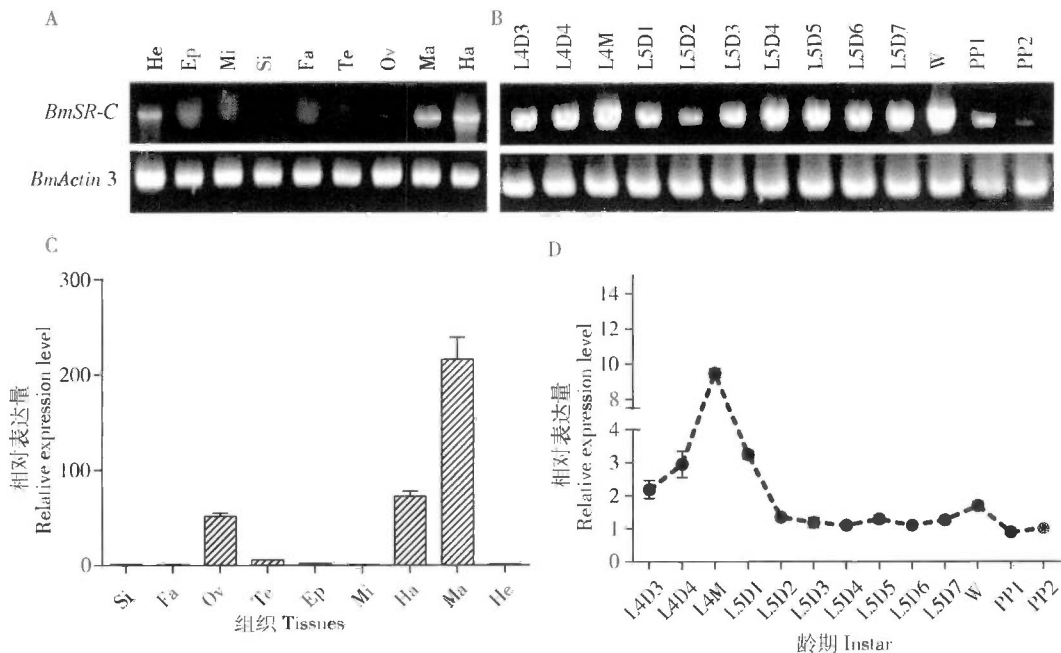 A
He Ep Mi Si Fa Te Ov Ma Ha
BmSR-C
BmActin 3
B
L4D3 L4D4 L4M L5D1 L5D2 L5D3 L5D4 L5D5 L5D6 L5D7 W PP1 PP2
C
300
200
100
0
相对表达量
Relative expression level
Si Fa Ov Te Ep Mi Ha Ma He
组织 Tissues
D
14
12
10
8
4
3
2
1
0
相对表达量
Relative expression level
L4D3 L4D4 L4M L5D1 L5D2 L5D3 L5D4 L5D5 L5D6 L5D7 W PP1 PP2
龄期 Instar